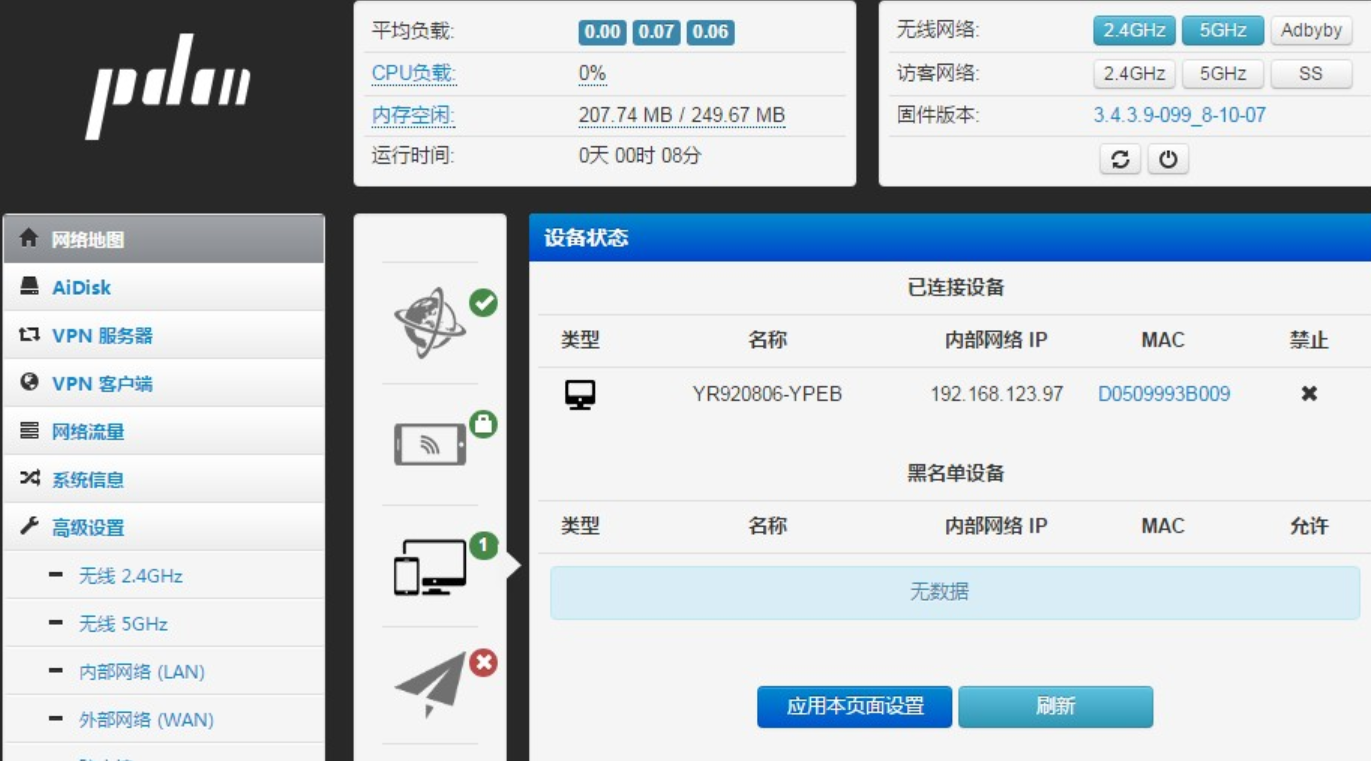 pdcn
平均负载: 0.00 0.07 0.06
CPU负载: 0%
内存空闲: 207.74 MB / 249.67 MB
运行时间: 0天 00时 08分
无线网络: 2.4GHz 5GHz Adbyby
访客网络: 2.4GHz 5GHz SS
固件版本: 3.4.3.9-099_8-10-07
网络地图
AiDisk
VPN 服务器
VPN 客户端
网络流量
系统信息
高级设置
无线 2.4GHz
无线 5GHz
内部网络 (LAN)
外部网络 (WAN)
1
设备状态
已连接设备
类型 名称 内部网络 IP MAC 禁止
YR920806-YPEB 192.168.123.97 D0509993B009
黑名单设备
类型 名称 内部网络 IP MAC 允许
无数据
应用本页面设置 刷新